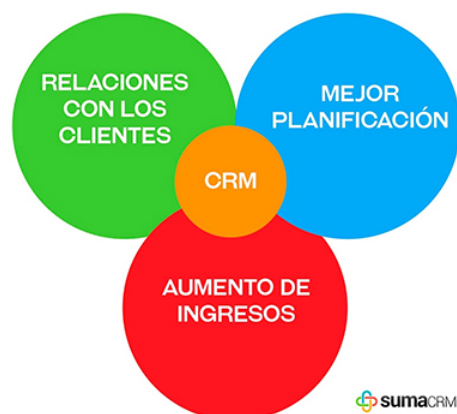 RELACIONES
CON LOS
CLIENTES
MEJOR
PLANIFICACIÓN
CRM
AUMENTO DE
INGRESOS
sumaCRM